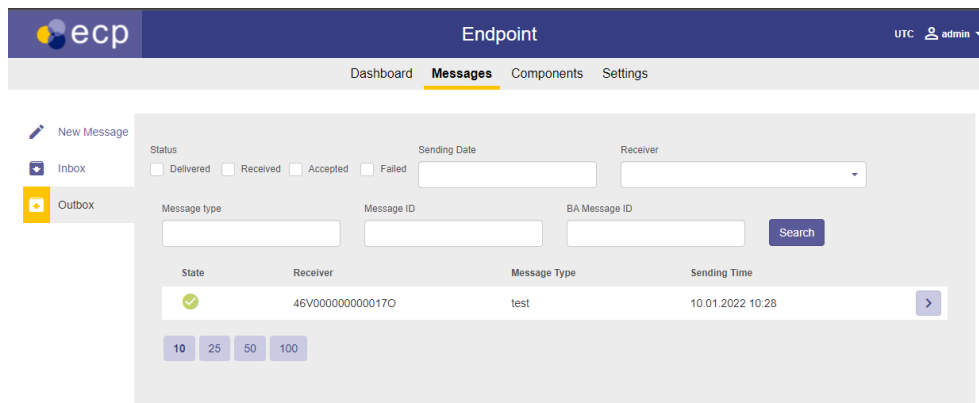 ecp
Endpoint
UTC admin
Dashboard Messages Components Settings
New Message
Inbox
Outbox
Status
Sending Date
Receiver
Delivered Received Accepted Failed
Message type
Message ID
BA Message ID
Search
State Receiver Message Type Sending Time
46V000000000017O test 10.01.2022 10:28
10 25 50 100